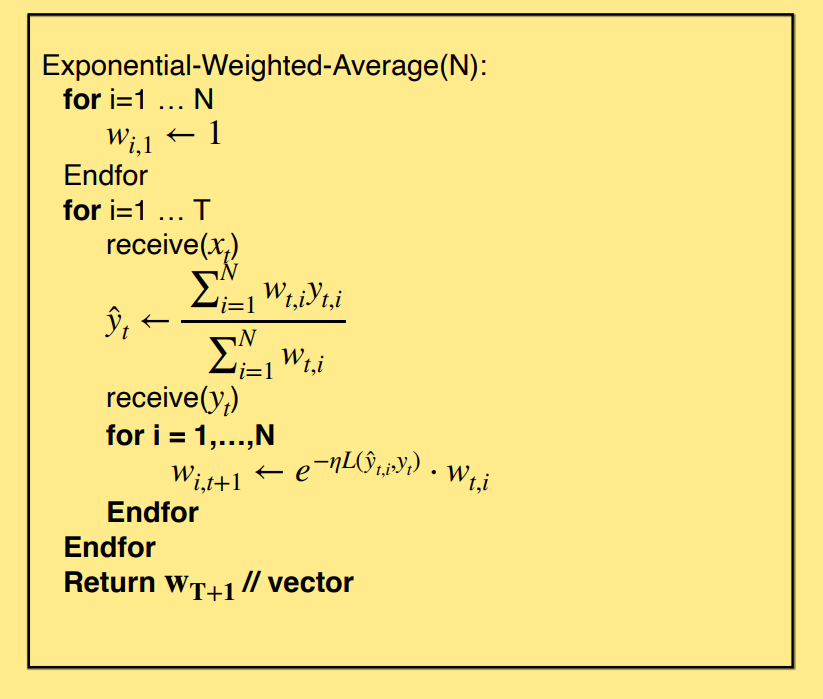 Exponential-Weighted-Average(N):
for i=1 … N
w_{i,1} ← 1
Endfor
for i=1 … T
receive(x_t)
ŷ_t ← \frac{∑_{i=1}^{N} w_{t,i}y_{t,i}}{∑_{i=1}^{N} w_{t,i}}
receive(y_t)
for i = 1,…,N
w_{i,t+1} ← e^{−ηL(ŷ_{t,i},y_t)} · w_{t,i}
Endfor
Endfor
Return w_{T+1} // vector